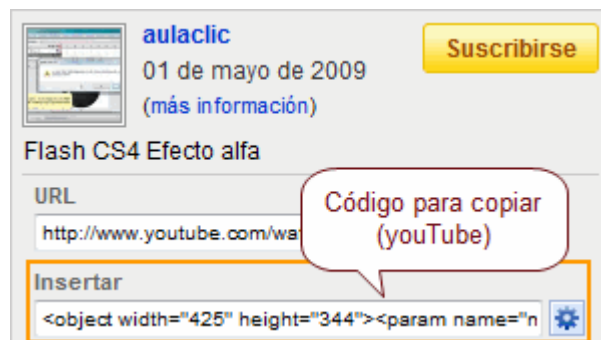 aulaclic
Suscribirse
01 de mayo de 2009
(más información)
Flash CS4 Efecto alfa
URL
Código para copiar
(youTube)
http://www.youtube.com/wa
Insertar
<object width="425" height="344"><param name="n